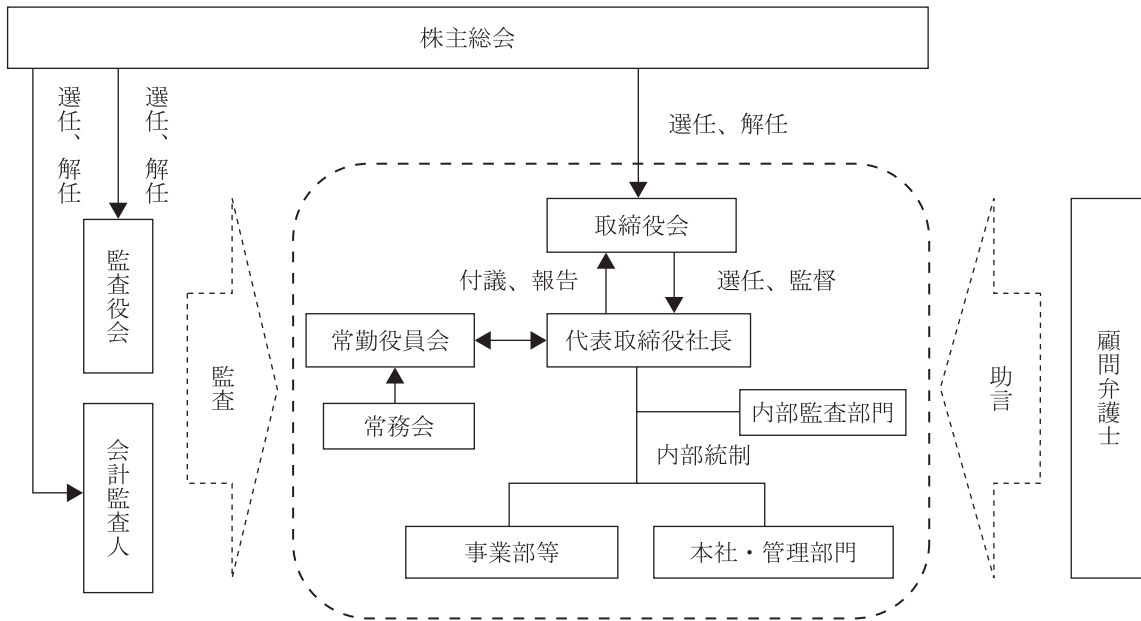 株主総会
選任、解任
選任、解任
選任、解任
取締役会
監査役会
付議、報告
選任、監督
常勤役員会
代表取締役社長
顧問弁護士
監査
助言
常務会
内部監査部門
会計監査人
内部統制
事業部等
本社・管理部門